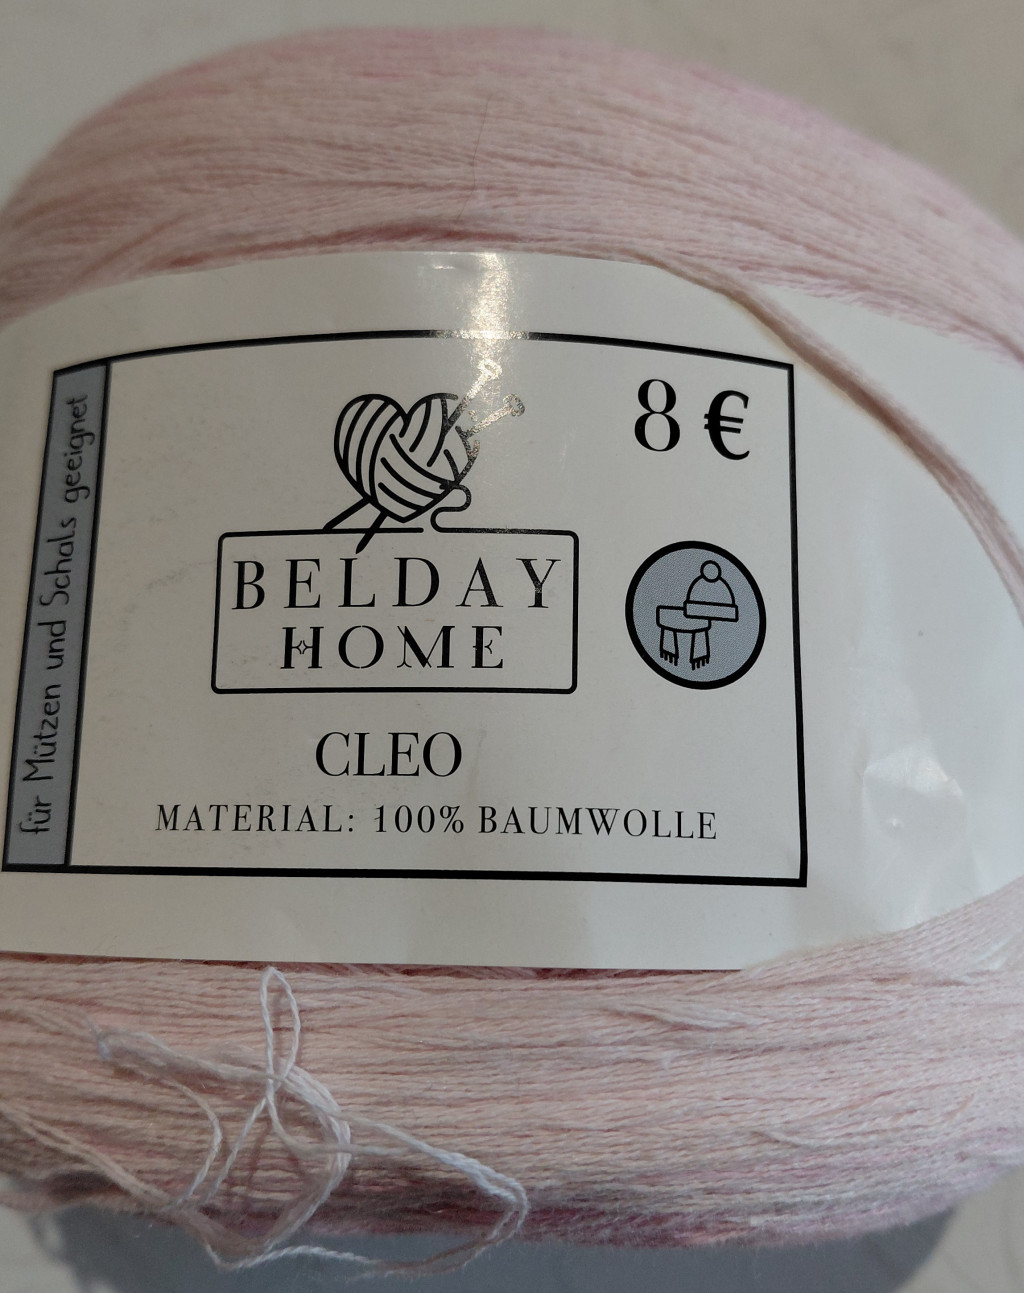 für Mützen und Schals geeignet
8 €
BELDAY
HOME
CLEO
MATERIAL: 100% BAUMWOLLE